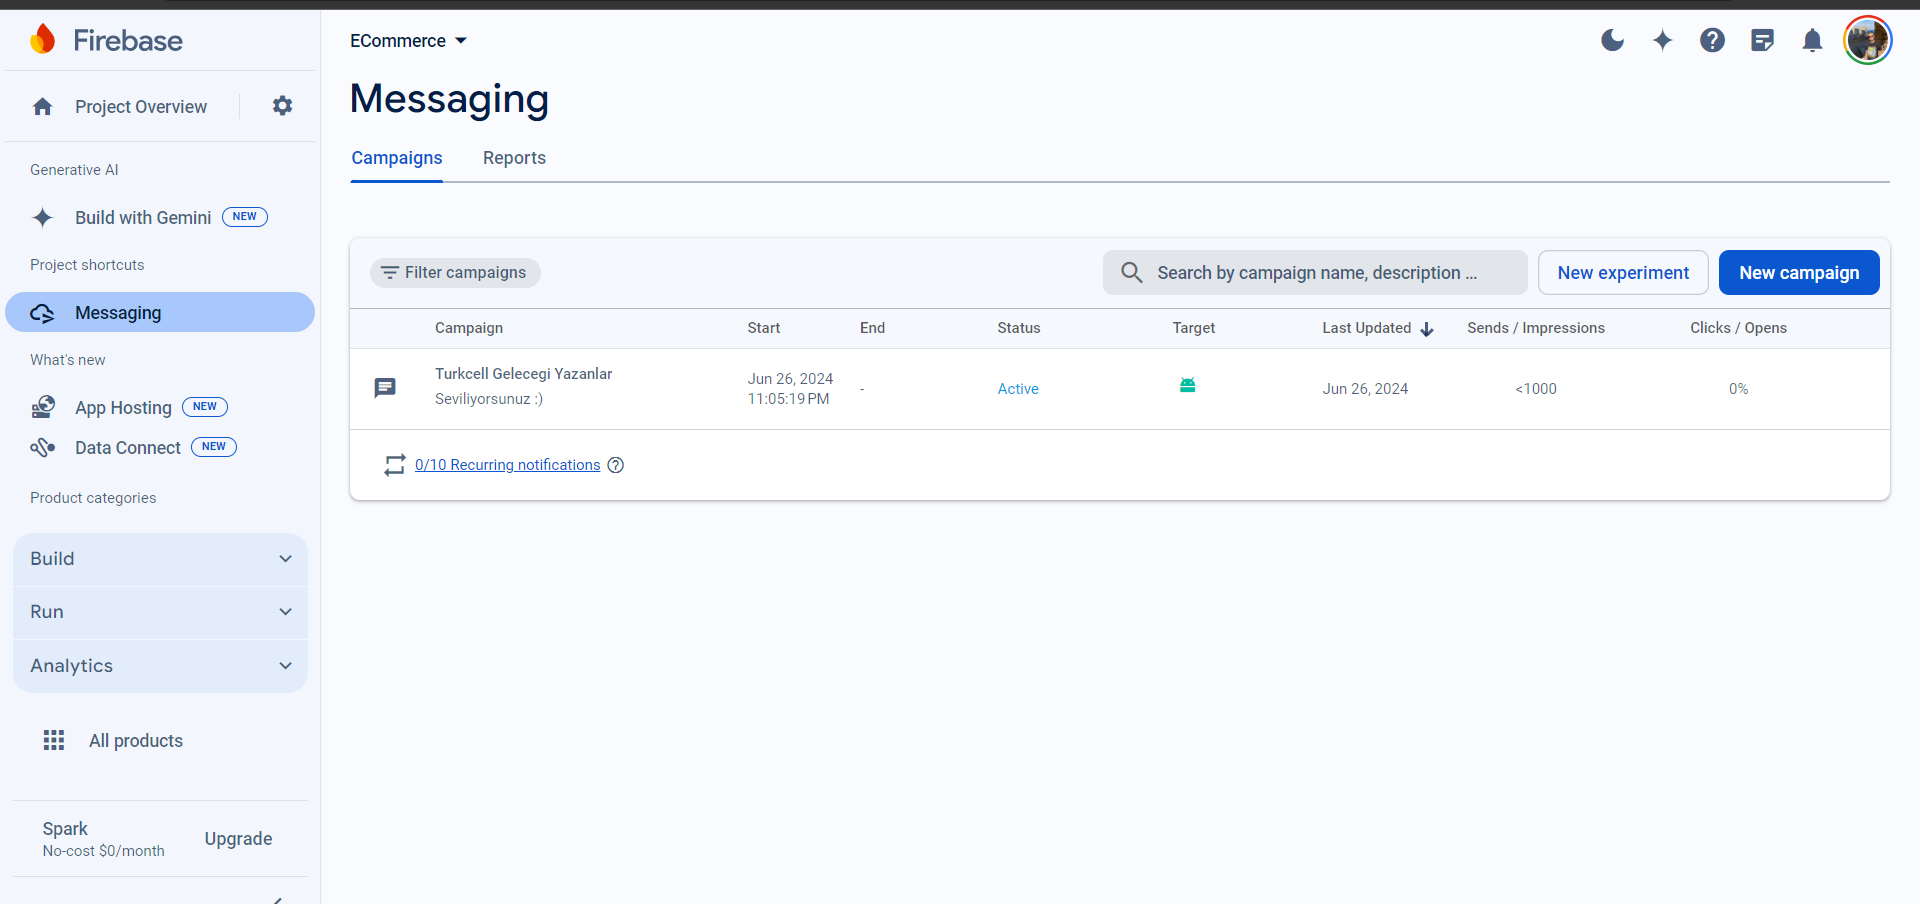 Firebase
Project Overview
Generative AI
Build with Gemini NEW
Project shortcuts
Messaging
What's new
App Hosting NEW
Data Connect NEW
Product categories
Build
Run
Analytics
All products
Spark
No-cost $0/month
Upgrade
ECommerce
Messaging
Campaigns Reports
Filter campaigns
Search by campaign name, description ...
New experiment
New campaign
Campaign Start End Status Target Last Updated Sends / Impressions Clicks / Opens
Turkcell Gelecegi Yazanlar
Seviliyorsunuz :)
Jun 26, 2024
11:05:19 PM
-
Active
Jun 26, 2024
<1000
0%
0/10 Recurring notifications